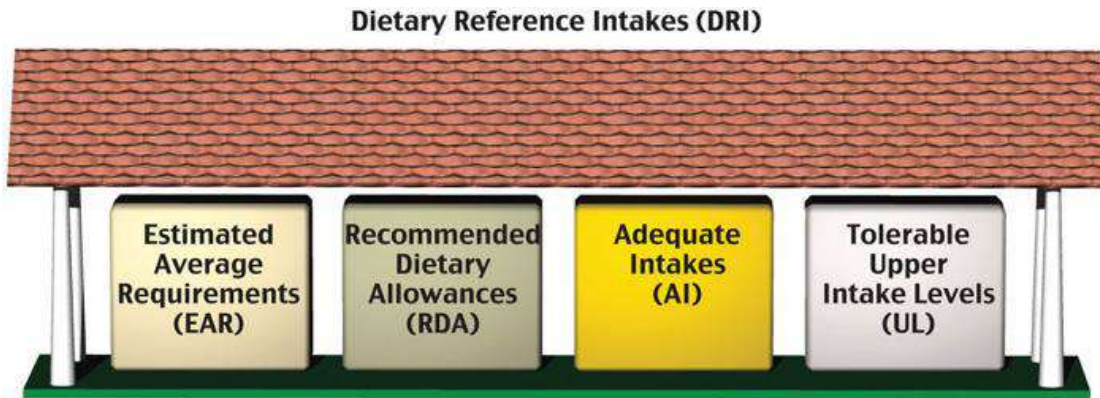 Dietary Reference Intakes (DRI)
Estimated
Average
Requirements
(EAR)
Recommended
Dietary
Allowances
(RDA)
Adequate
Intakes
(AI)
Tolerable
Upper
Intake Levels
(UL)